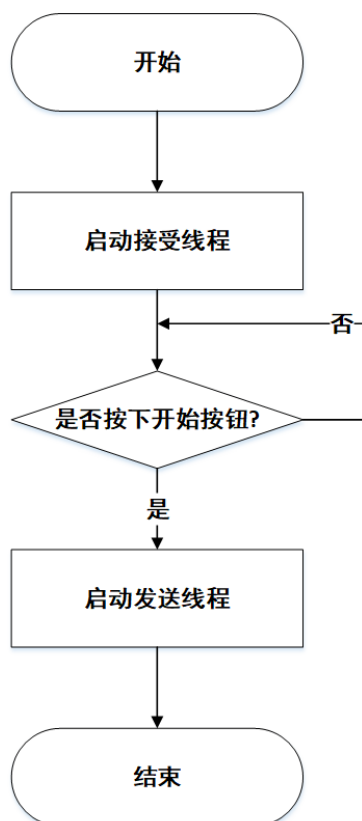 开始
启动接受线程
否
是否按下开始按钮?
是
启动发送线程
结束